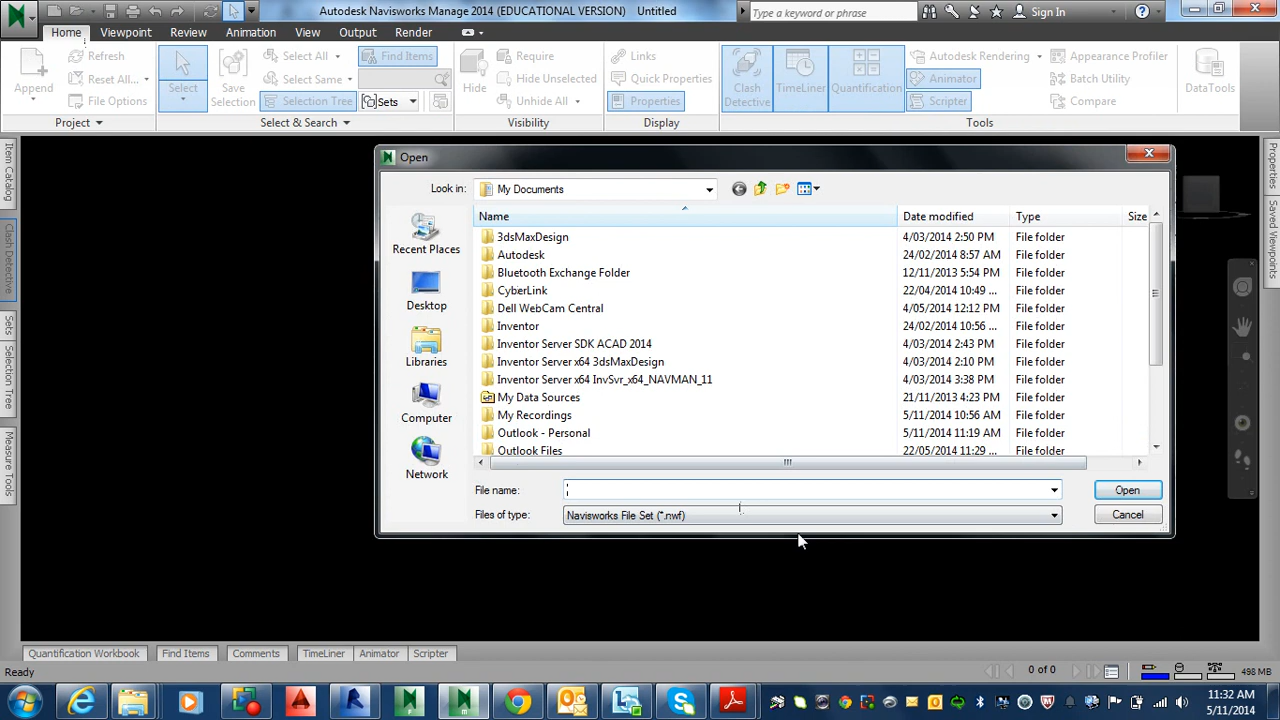 Autodesk Navisworks Manage 2014 (EDUCATIONAL VERSION) Untitled
Type a keyword or phrase
Sign In
Home Viewpoint Review Animation View Output Render
Append
Refresh
Reset All...
File Options
Project
Select
Save Selection
Select All
Select Same
Selection Tree
Find Items
Sets
Select & Search
Hide
Require
Hide Unselected
Unhide All
Visibility
Links
Quick Properties
Properties
Display
Clash Detective
TimeLiner
Quantification
Autodesk Rendering
Animator
Scripter
Appearance Profiler
Batch Utility
Compare
DataTools
Tools
Item Catalog
Clash Detective
Sets
Selection Tree
Measure Tools
Properties
Saved Viewpoints
Open
Look in: My Documents
Recent Places
Desktop
Libraries
Computer
Network
Name Date modified Type Size
3dsMaxDesign 4/03/2014 2:50 PM File folder
Autodesk 24/02/2014 8:57 AM File folder
Bluetooth Exchange Folder 12/11/2013 5:54 PM File folder
CyberLink 22/04/2014 10:49 ... File folder
Dell WebCam Central 4/05/2014 12:12 PM File folder
Inventor 24/02/2014 10:56 ... File folder
Inventor Server SDK ACAD 2014 4/03/2014 2:43 PM File folder
Inventor Server x64 3dsMaxDesign 4/03/2014 2:10 PM File folder
Inventor Server x64 InvSvr_x64_NAVMAN_11 4/03/2014 3:38 PM File folder
My Data Sources 21/11/2013 4:23 PM File folder
My Recordings 5/11/2014 10:56 AM File folder
Outlook - Personal 5/11/2014 11:19 AM File folder
Outlook Files 22/05/2014 11:29 ... File folder
File name: Open
Files of type: Navisworks File Set (*.nwf) Cancel
Quantification Workbook Find Items Comments TimeLiner Animator Scripter
Ready 0 of 0 498 MB
11:32 AM
5/11/2014